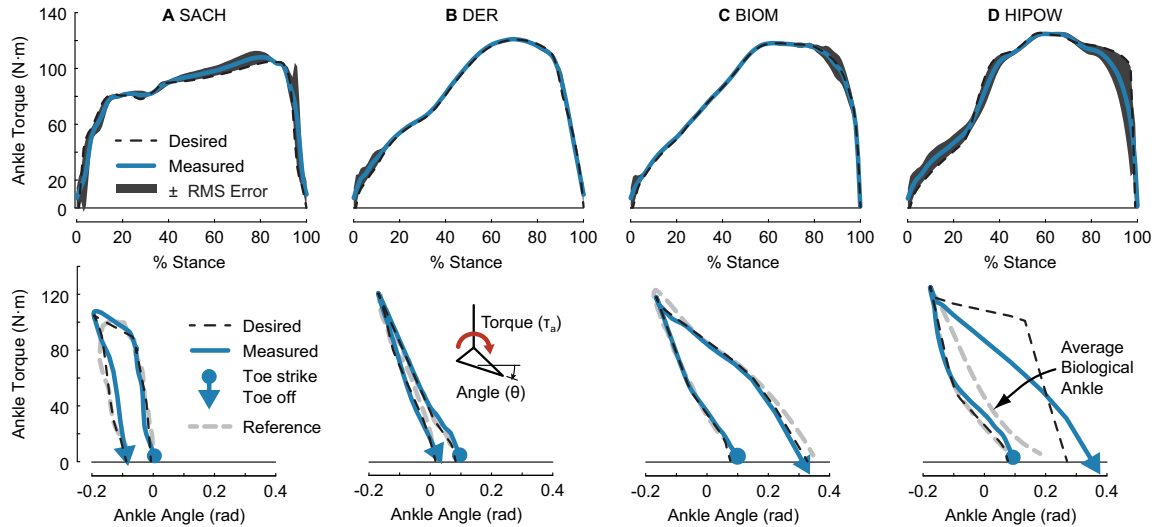 A SACH
B DER
C BIOM
D HIPOW
Ankle Torque (N·m)
140
100
60
20
0
Desired
Measured
± RMS Error
0 20 40 60 80 100
0 20 40 60 80 100
0 20 40 60 80 100
0 20 40 60 80 100
% Stance
% Stance
% Stance
% Stance
Ankle Torque (N·m)
120
80
40
0
Desired
Measured
Toe strike
Toe off
Reference
Torque (τa)
Angle (θ)
Average
Biological
Ankle
-0.2 0 0.2 0.4
-0.2 0 0.2 0.4
-0.2 0 0.2 0.4
-0.2 0 0.2 0.4
Ankle Angle (rad)
Ankle Angle (rad)
Ankle Angle (rad)
Ankle Angle (rad)